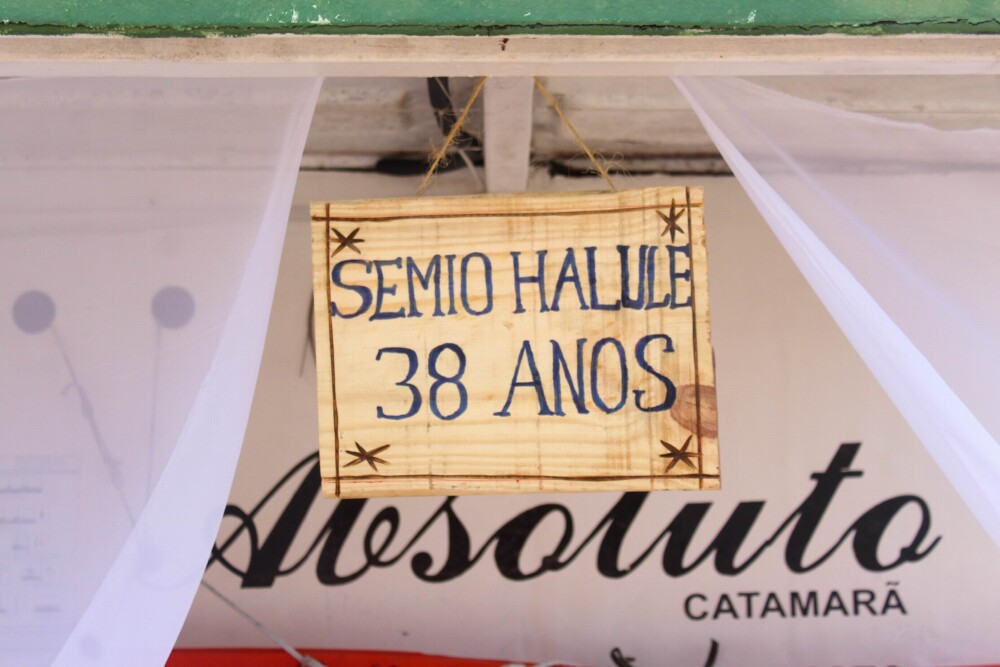 SEMIO HALULE
38 ANOS
Absoluto
CATAMARÃ